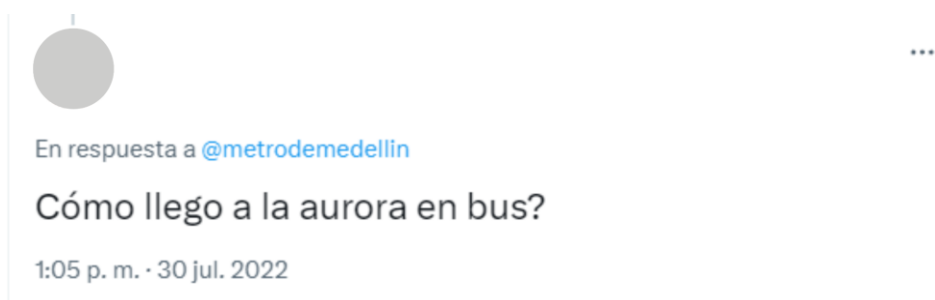 En respuesta a @metrodemedellin
Cómo llego a la aurora en bus?
1:05 p. m. · 30 jul. 2022